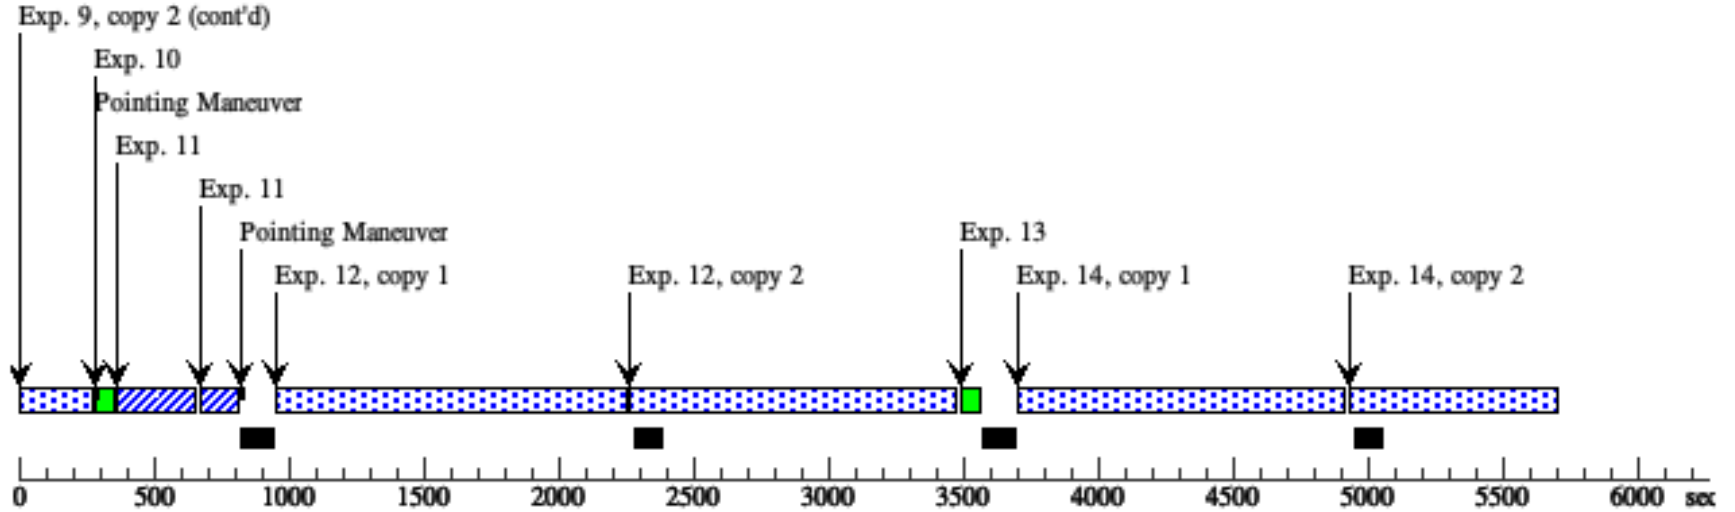 Exp. 9, copy 2 (cont'd)
Exp. 10
Pointing Maneuver
Exp. 11
Exp. 11
Pointing Maneuver
Exp. 13
Exp. 12, copy 1
Exp. 12, copy 2
Exp. 14, copy 1
Exp. 14, copy 2
0 500 1000 1500 2000 2500 3000 3500 4000 4500 5000 5500 6000 sec